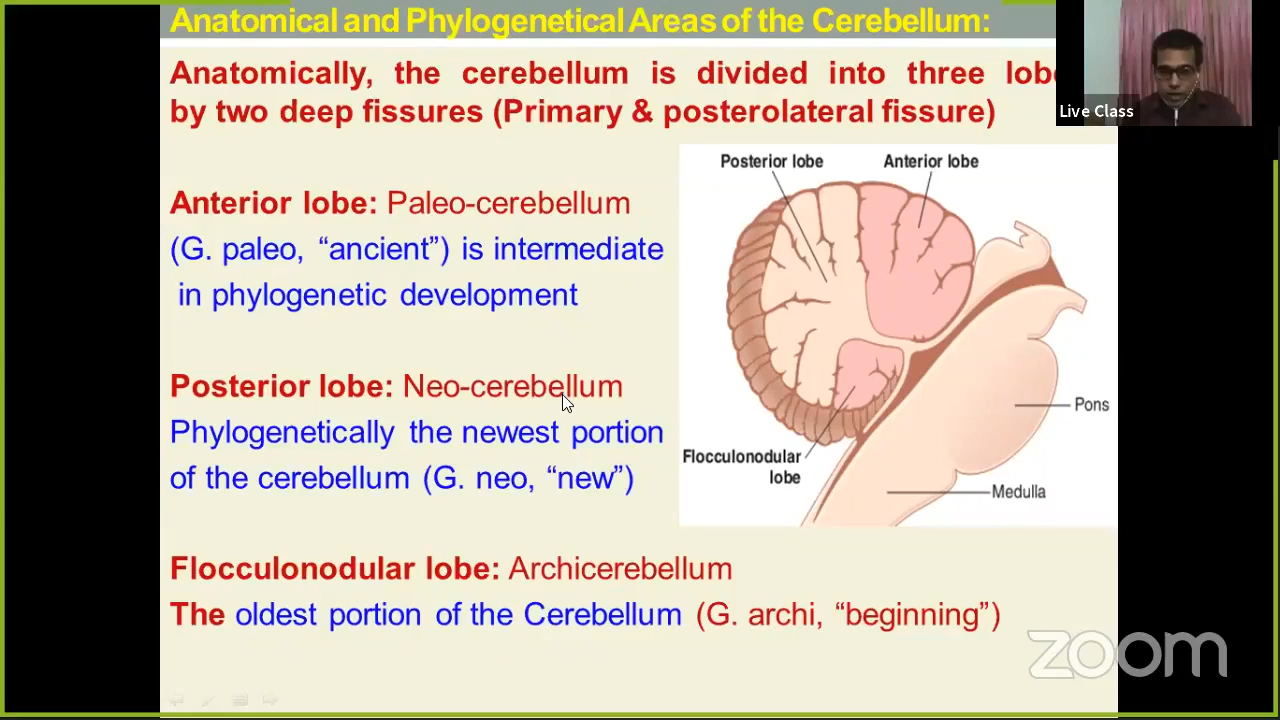 Anatomical and Phylogenetical Areas of the Cerebellum:
Anatomically, the cerebellum is divided into three
by two deep fissures (Primary & posterolateral fissure)
Live Class
Posterior lobe Anterior lobe
Anterior lobe: Paleo-cerebellum
(G. paleo, “ancient”) is intermediate
in phylogenetic development
Posterior lobe: Neo-cerebellum
Phylogenetically the newest portion
of the cerebellum (G. neo, “new”)
Pons
Flocculonodular
lobe
Medulla
Flocculonodular lobe: Archicerebellum
The oldest portion of the Cerebellum (G. archi, “beginning”)
zoom